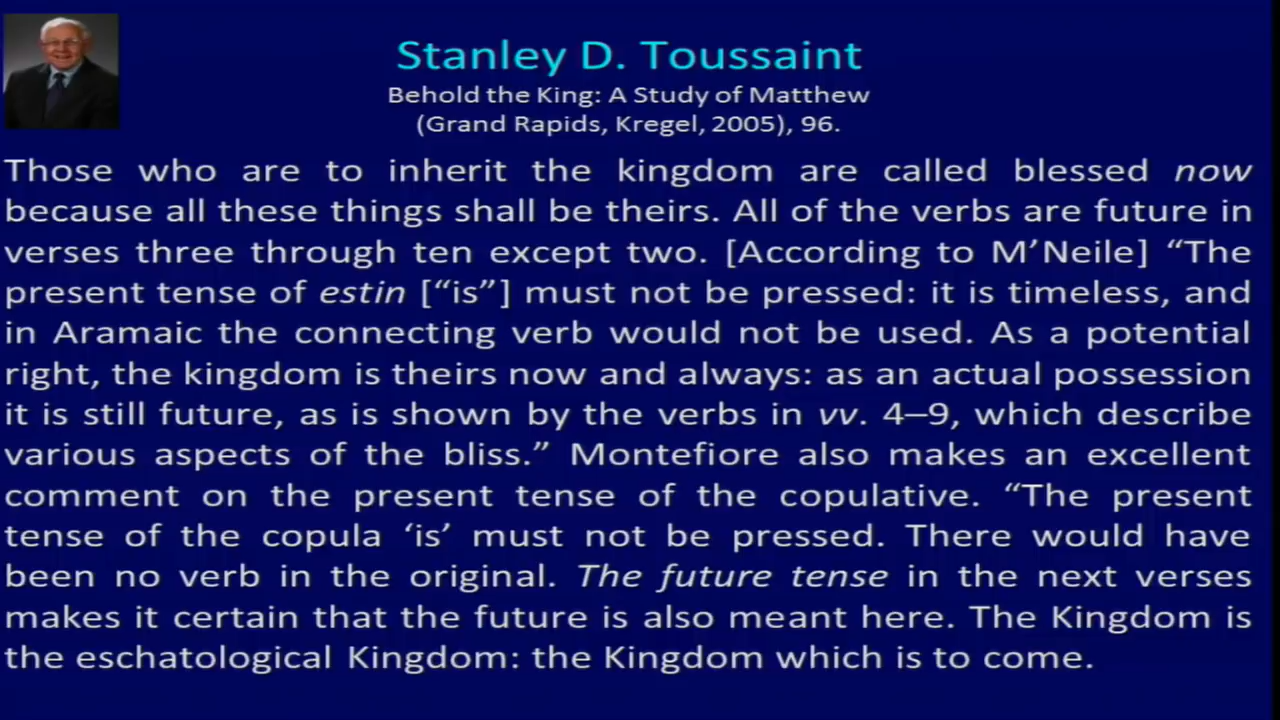 Stanley D. Toussaint
Behold the King: A Study of Matthew
(Grand Rapids, Kregel, 2005), 96.
Those who are to inherit the kingdom are called blessed now
because all these things shall be theirs. All of the verbs are future in
verses three through ten except two. [According to M’Neile] “The
present tense of estin [“is”] must not be pressed: it is timeless, and
in Aramaic the connecting verb would not be used. As a potential
right, the kingdom is theirs now and always: as an actual possession
it is still future, as is shown by the verbs in vv. 4–9, which describe
various aspects of the bliss.” Montefiore also makes an excellent
comment on the present tense of the copulative. “The present
tense of the copula ‘is’ must not be pressed. There would have
been no verb in the original. The future tense in the next verses
makes it certain that the future is also meant here. The Kingdom is
the eschatological Kingdom: the Kingdom which is to come.